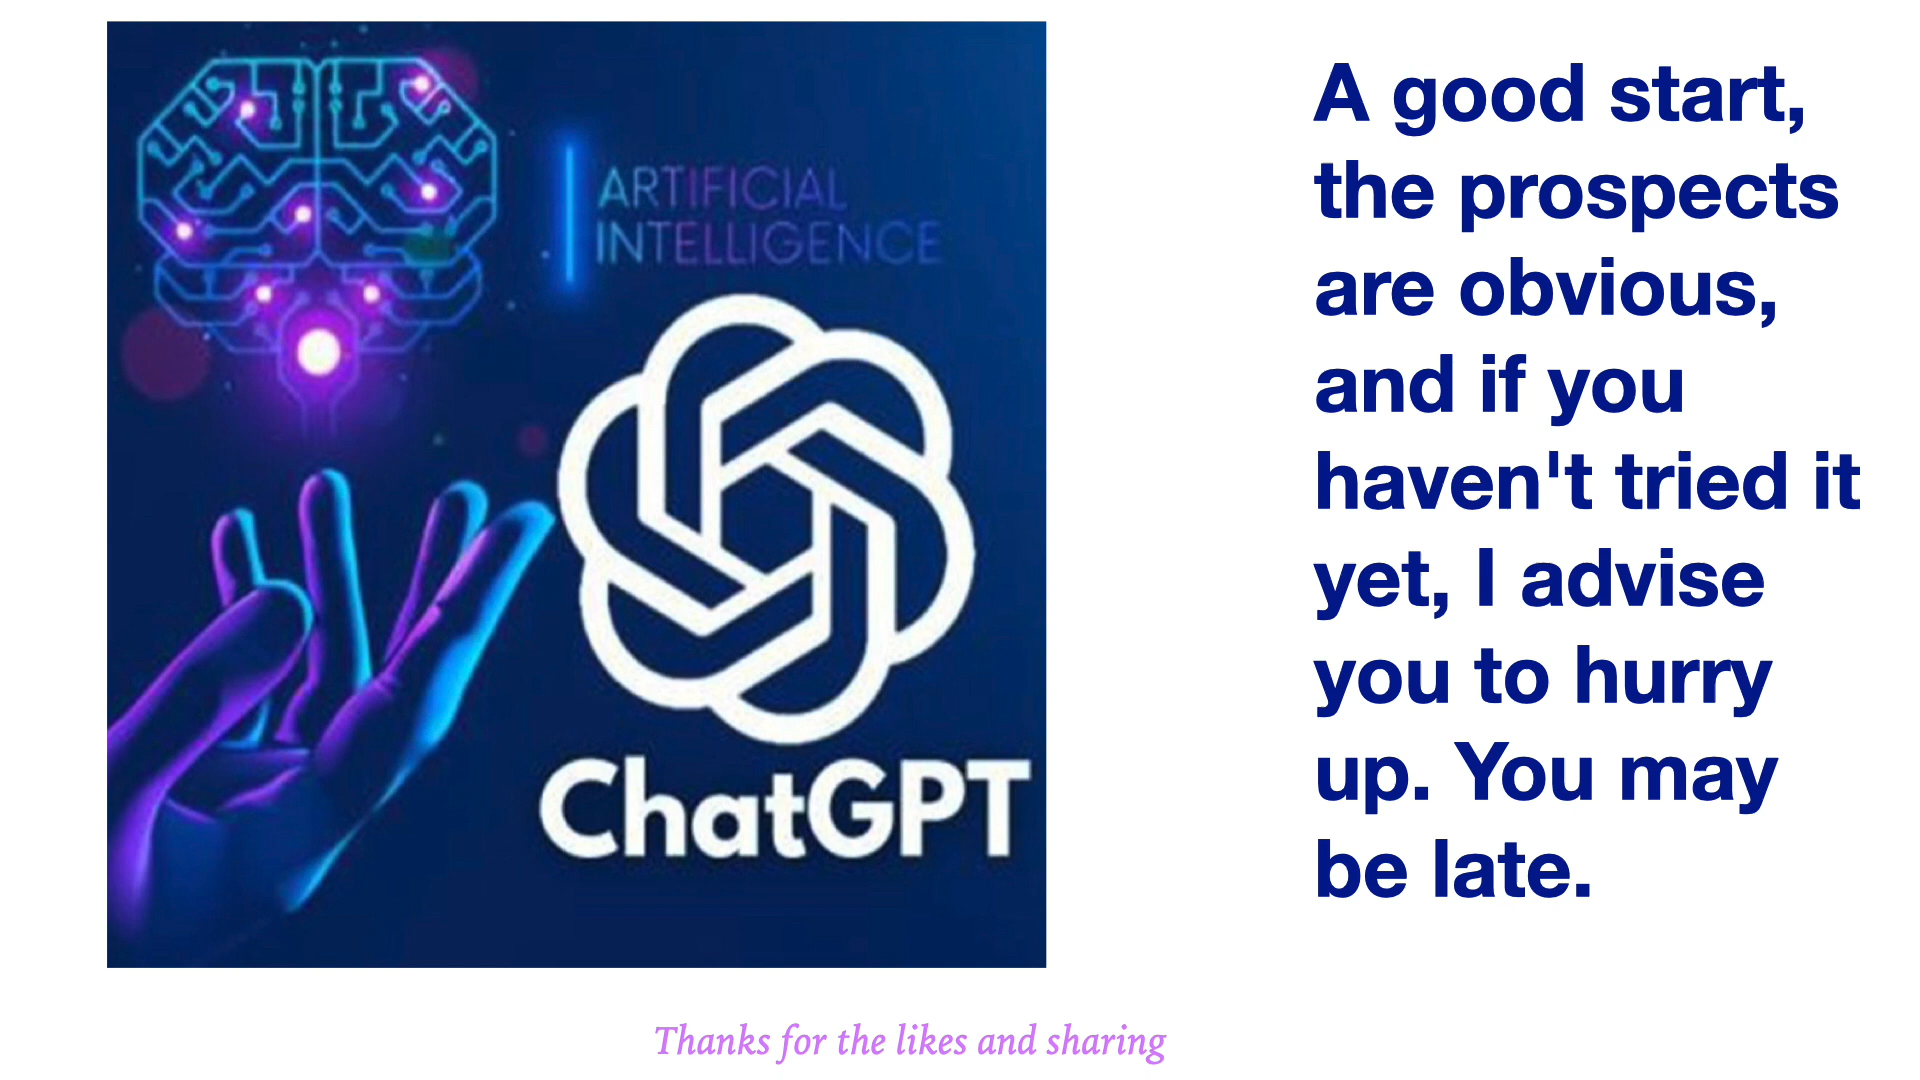 ARTIFICIAL
INTELLIGENCE
ChatGPT
A good start,
the prospects
are obvious,
and if you
haven't tried it
yet, I advise
you to hurry
up. You may
be late.
Thanks for the likes and sharing